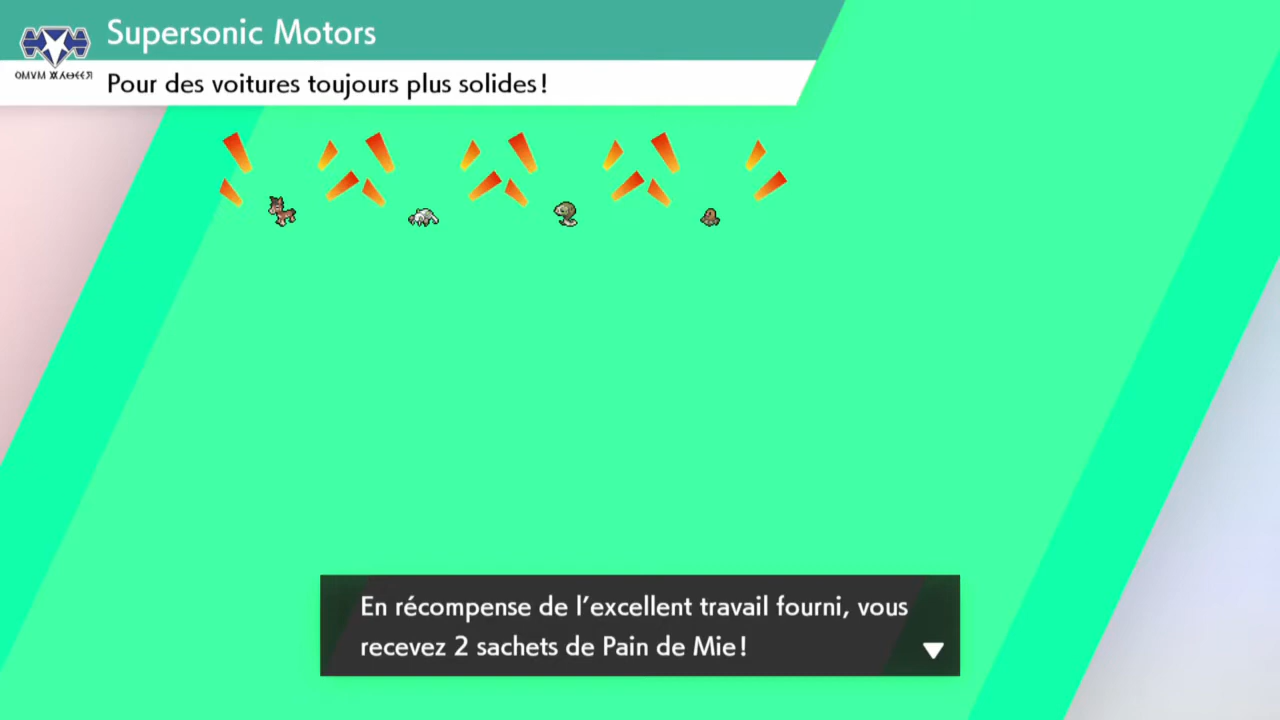 Supersonic Motors
Pour des voitures toujours plus solides !
En récompense de l'excellent travail fourni, vous
recevez 2 sachets de Pain de Mie !